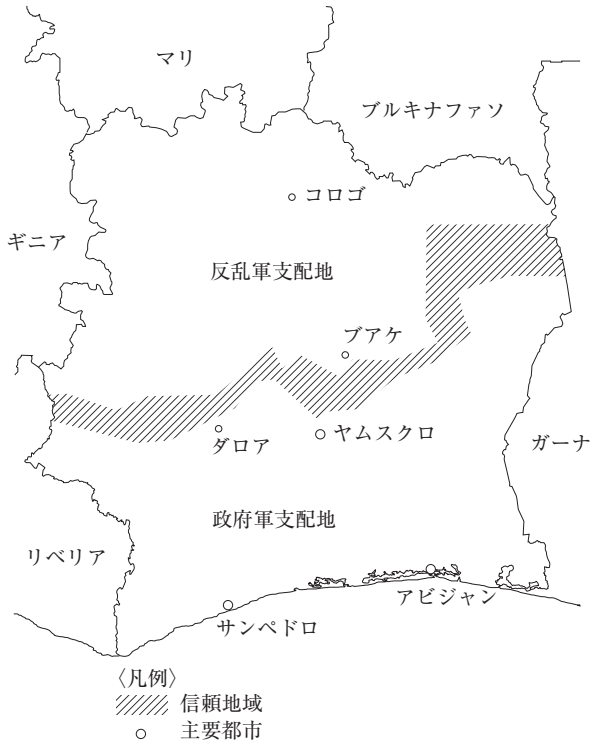 マリ
ブルキナファソ
コロゴ
ギニア
反乱軍支配地
ブアケ
ダロア
ヤムスクロ
ガーナ
政府軍支配地
リベリア
アビジャン
サンペドロ
〈凡例〉
信頼地域
主要都市